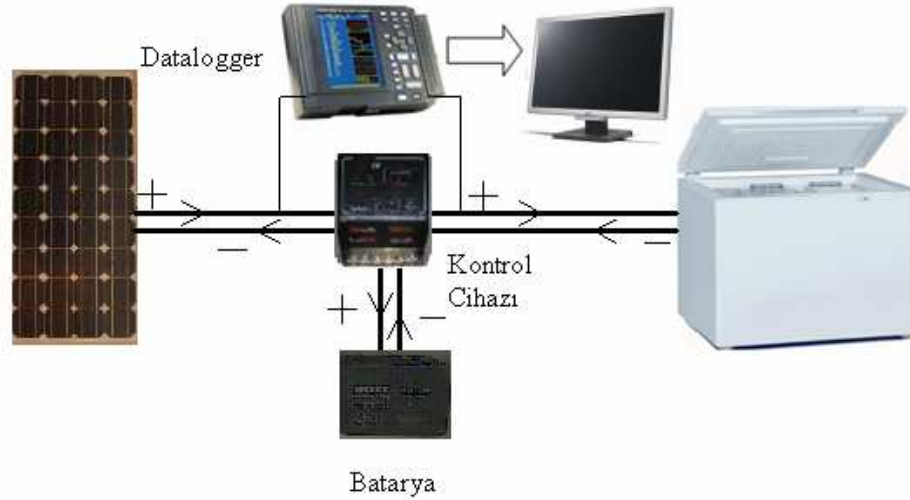 Datalogger
+
+
−
−
Kontrol
Cihazı
+
−
Batarya